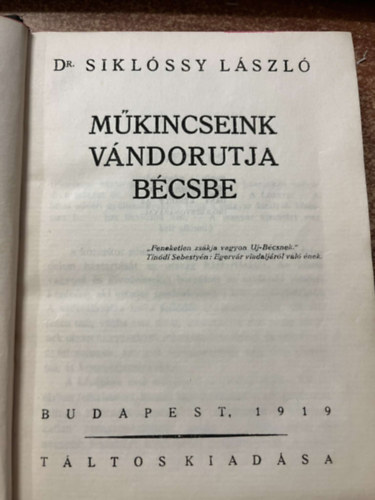 Dr. SIKLÓSSY LÁSZLÓ
MŰKINCSEINK
VÁNDORUTJA
BÉCSBE
„Feneketlen zsákja vagyon Uj-Bécsnek.“
Tinódi Sebestyén: Egervár viadaljáról való ének.
BUDAPEST, 1919
TÁLTOS KIADÁSA